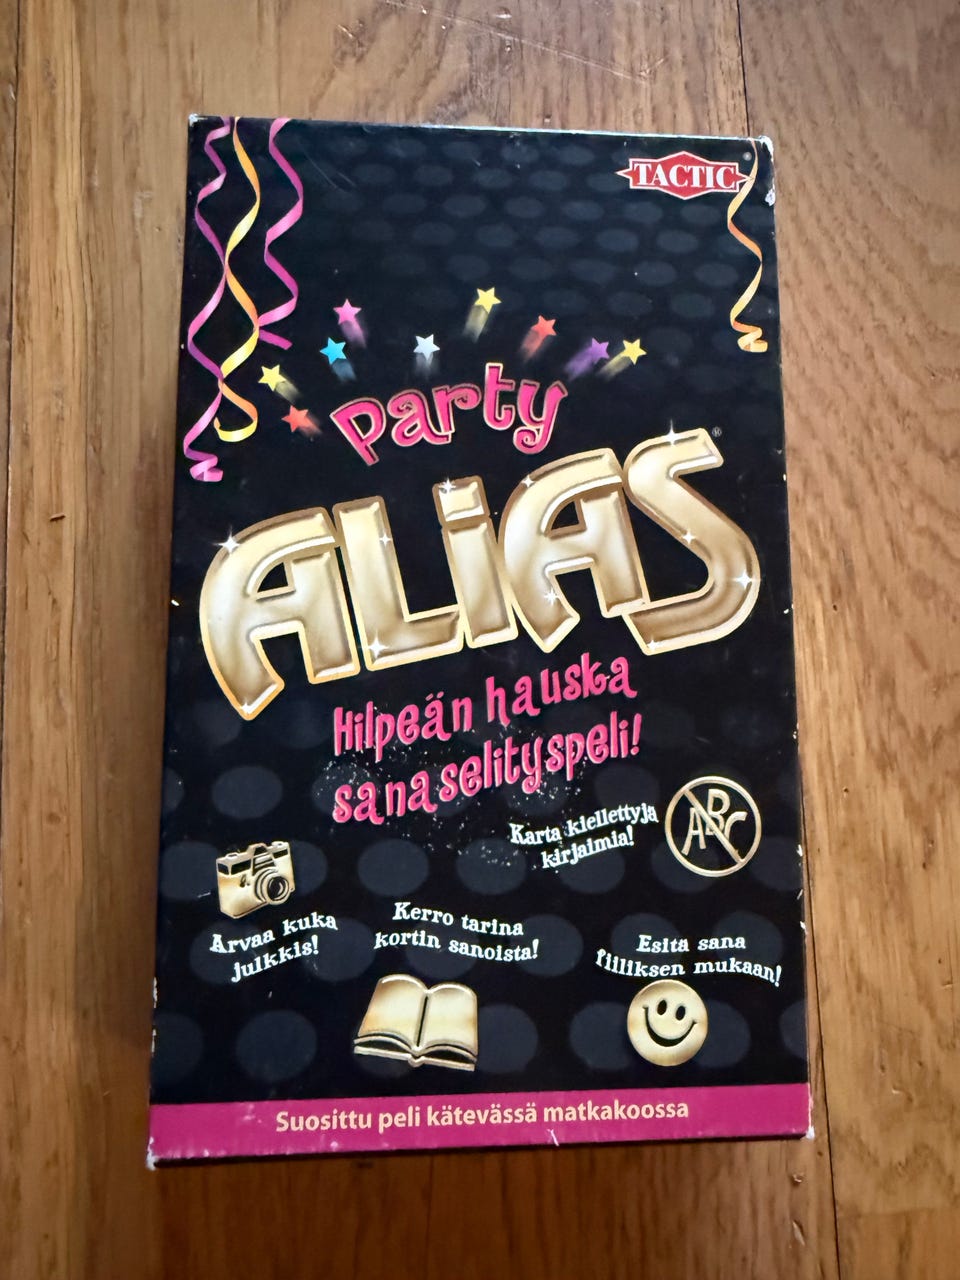 TACTIC®
Party
ALiAS®
Hilpeän hauska
sanaselityspeli!
Karta kiellettyjä
kirjaimia!
ABC
Arvaa kuka
julkkis!
Kerro tarina
kortin sanoista!
Esitä sana
fiiliksen mukaan!
Suosittu peli kätevässä matkakoossa